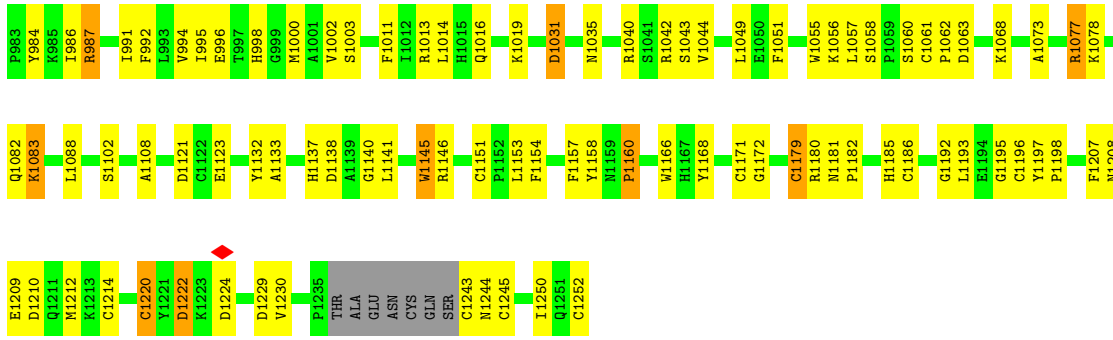 P983 Y984 K985 I986 R987 I991 F992 L993 V994 I995 E996 T997 H998 G999 M1000 A1001 V1002 S1003 F1011 I1012 R1013 L1014 H1015 Q1016 K1019 D1031 N1035 R1040 S1041 R1042 S1043 V1044 L1049 E1050 F1051 W1055 K1056 L1057 S1058 P1059 S1060 C1061 P1062 D1063 K1068 A1073 R1077 K1078
Q1082 K1083 L1088 S1102 A1108 D1121 C1122 E1123 Y1132 A1133 H1137 D1138 A1139 G1140 L1141 W1145 R1146 C1151 P1152 L1153 F1154 F1157 Y1158 N1159 P1160 W1166 H1167 Y1168 C1171 G1172 C1179 R1180 N1181 P1182 H1185 C1186 G1192 L1193 E1194 G1195 C1196 Y1197 P1198 F1207 N1208
E1209 D1210 Q1211 M1212 K1213 C1214 C1220 Y1221 D1222 K1223 D1224 D1229 V1230 P1235 THR ALA GLU ASN CYS GLN SER C1243 N1244 C1245 I1250 Q1251 C1252